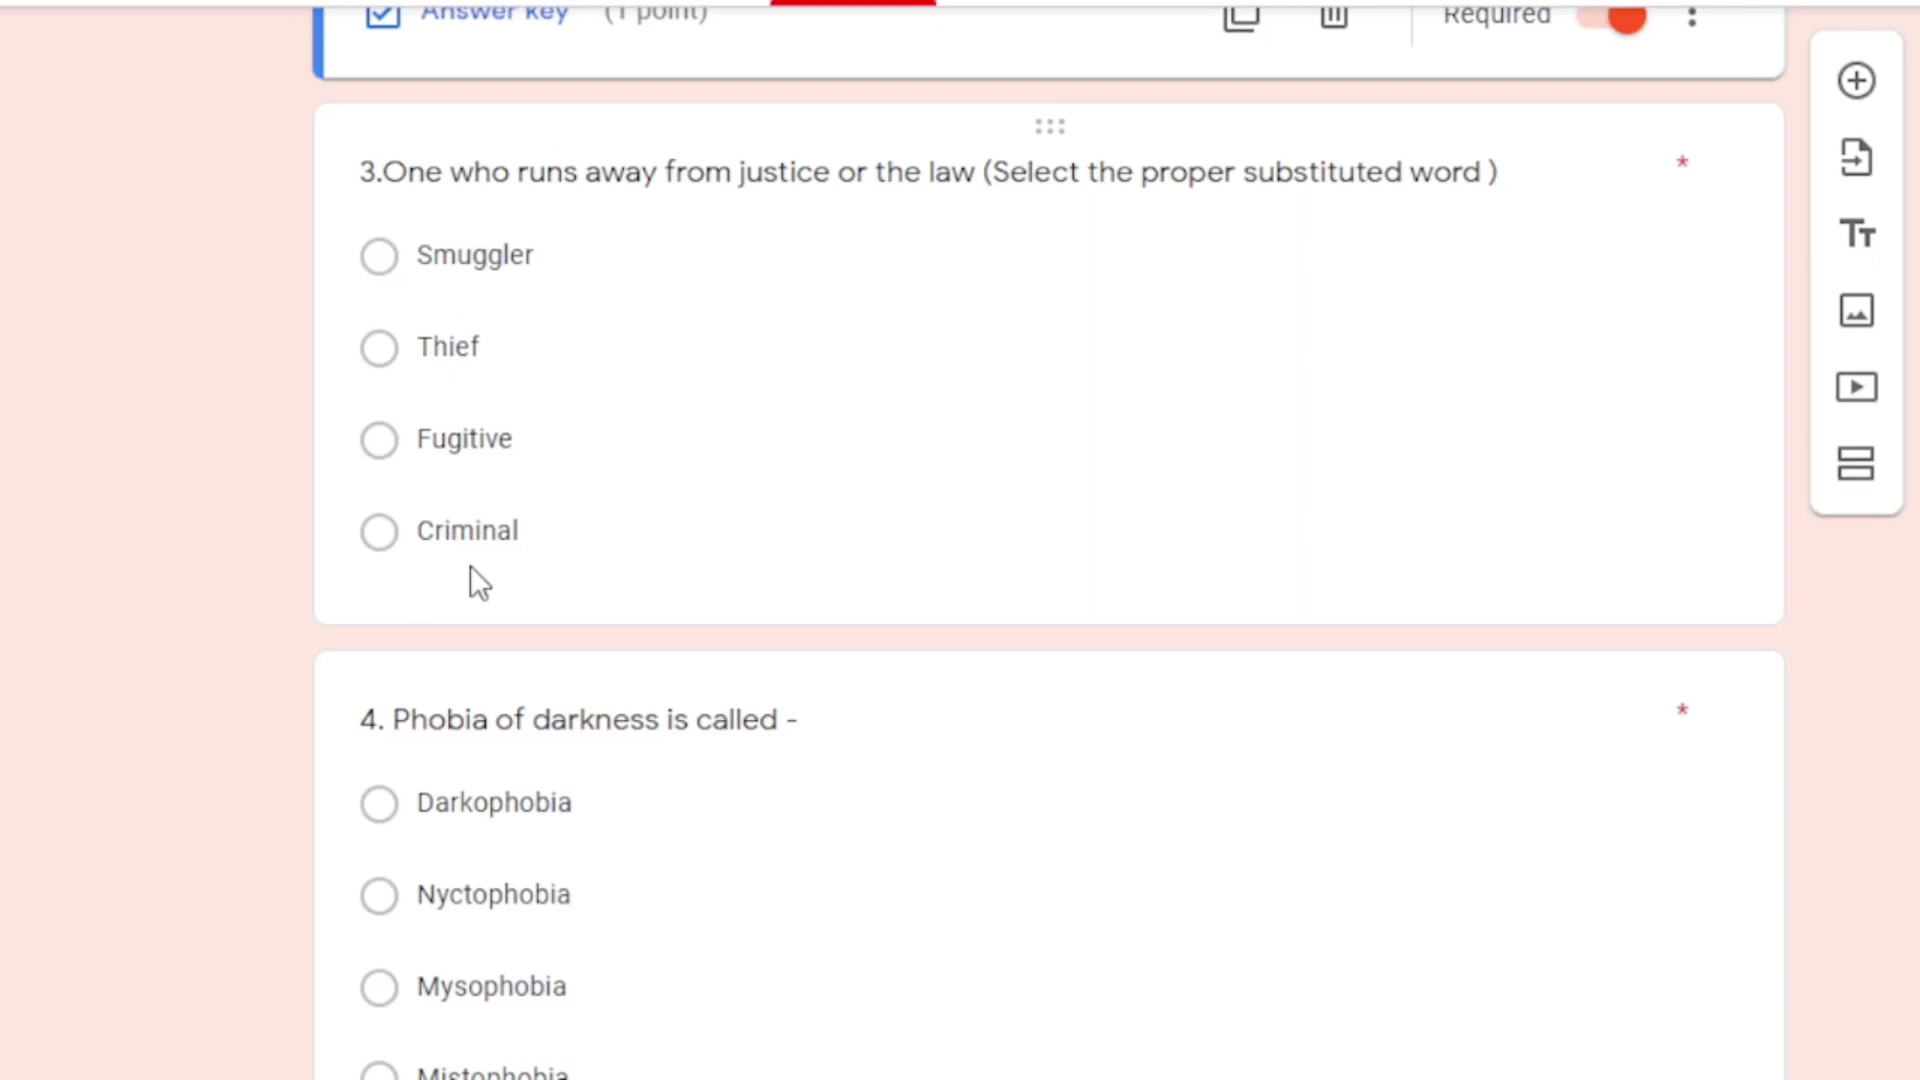 Answer key (1 point) Required
3.One who runs away from justice or the law (Select the proper substituted word ) *
Smuggler
Thief
Fugitive
Criminal
4. Phobia of darkness is called - *
Darkophobia
Nyctophobia
Mysophobia
Mistophobia